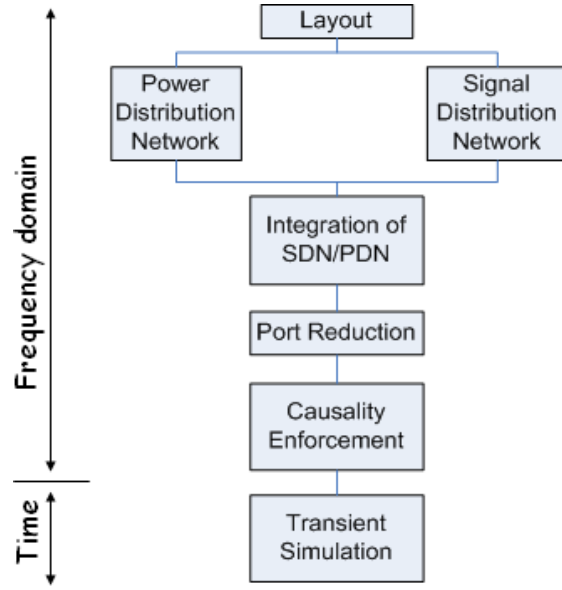 Layout
Power
Distribution
Network
Signal
Distribution
Network
Integration of
SDN/PDN
Port Reduction
Causality
Enforcement
Transient
Simulation
Frequency domain
Time